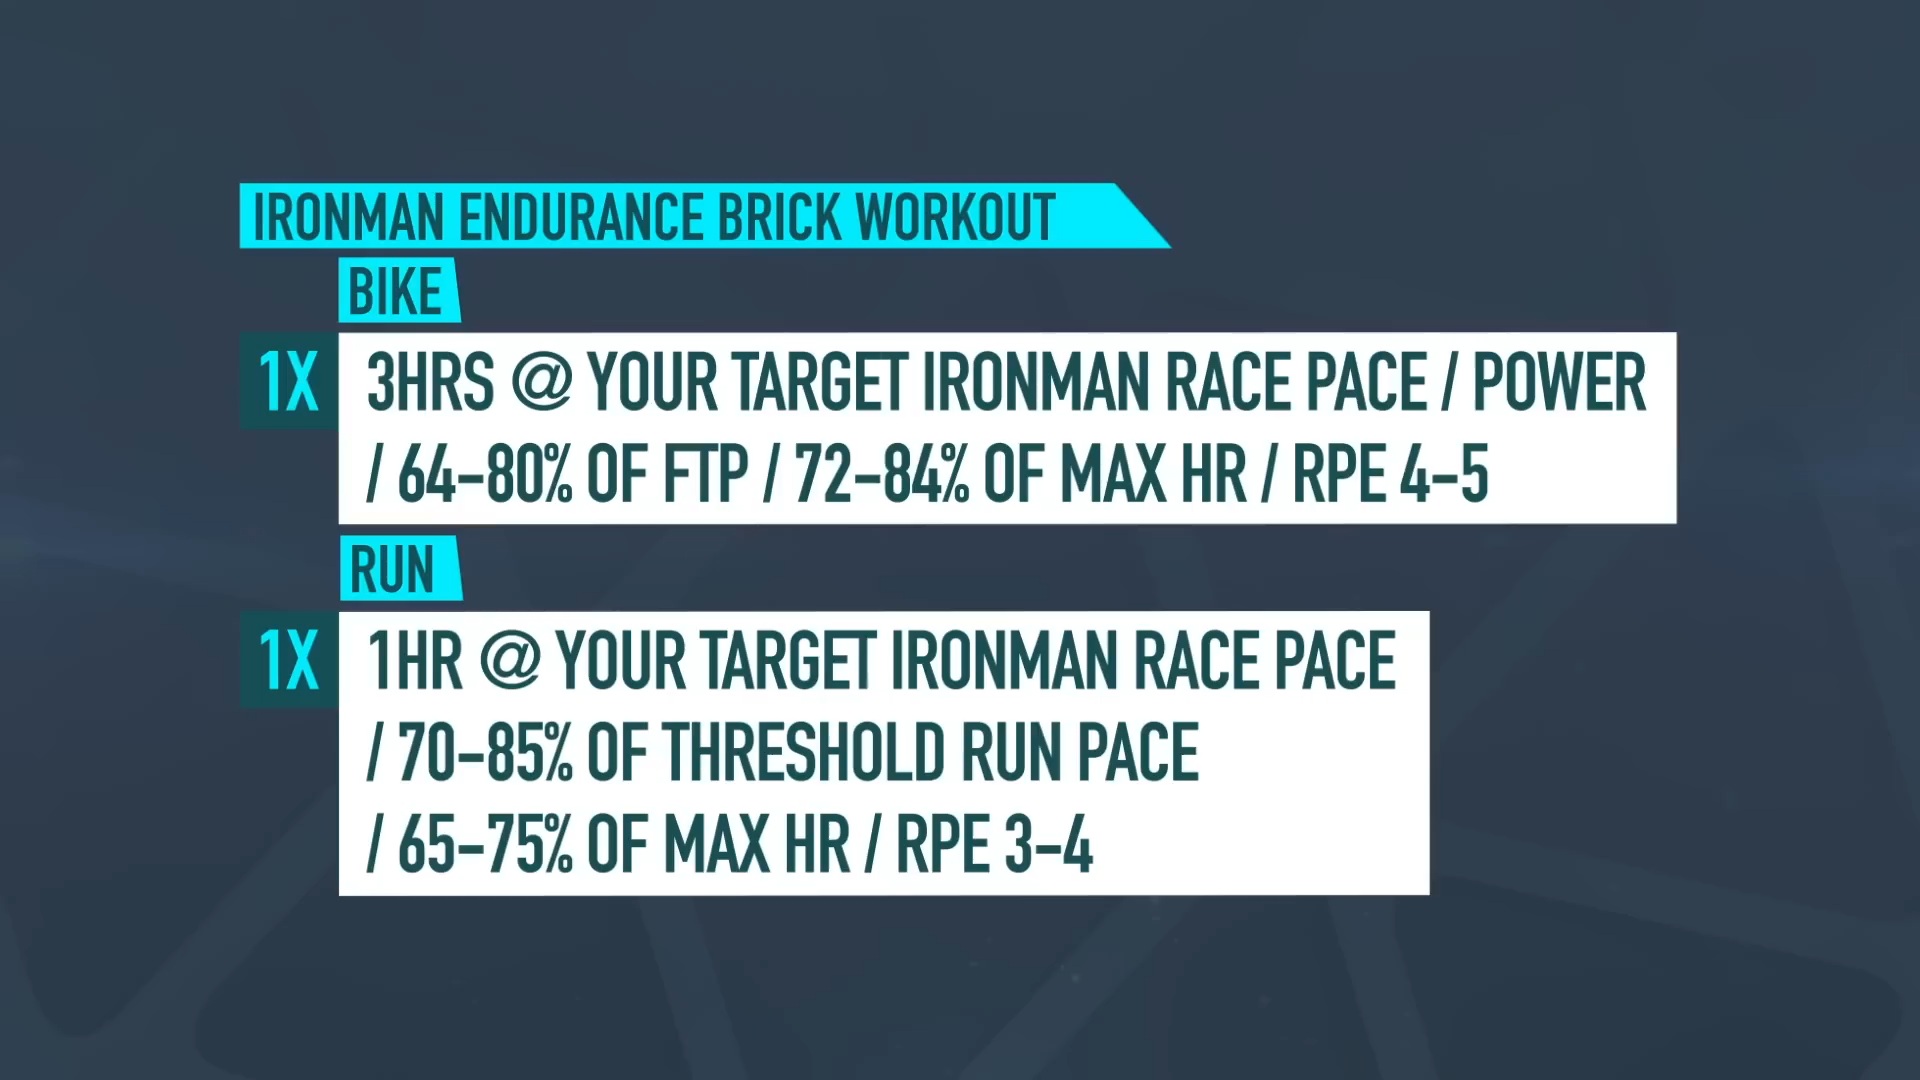 IRONMAN ENDURANCE BRICK WORKOUT
BIKE
1X 3HRS @ YOUR TARGET IRONMAN RACE PACE / POWER
/ 64–80% OF FTP / 72–84% OF MAX HR / RPE 4–5
RUN
1X 1HR @ YOUR TARGET IRONMAN RACE PACE
/ 70–85% OF THRESHOLD RUN PACE
/ 65–75% OF MAX HR / RPE 3–4